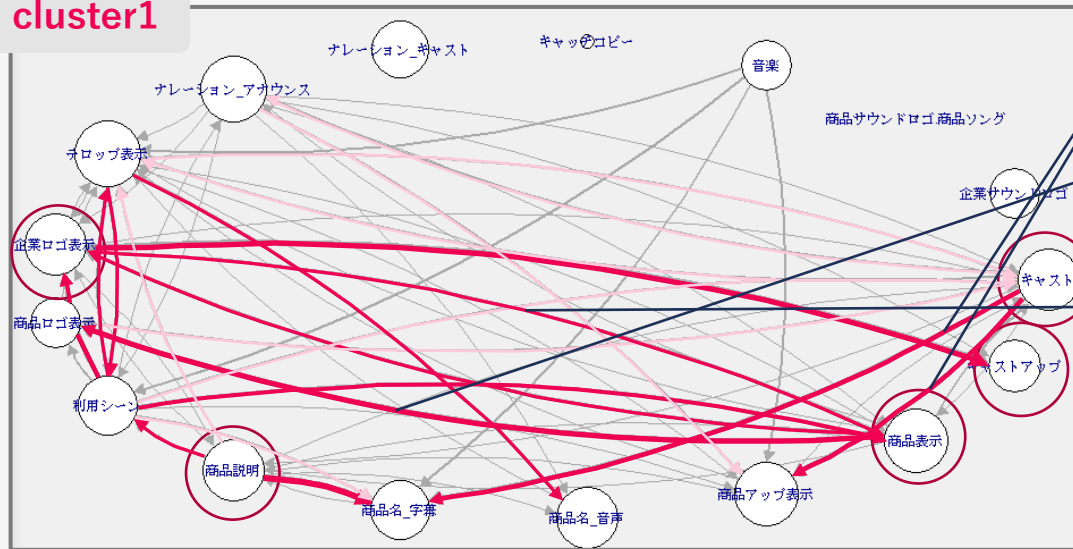 cluster1
ナレーション_キャスト
キャッチコピー
音楽
ナレーション_アナウンス
商品サウンドロゴ.商品ソング
テロップ表示
企業サウンドロゴ
企業ロゴ表示
キャスト
商品ロゴ表示
キャストアップ
利用シーン
商品表示
商品説明
商品アップ表示
商品名_字幕
商品名_音声